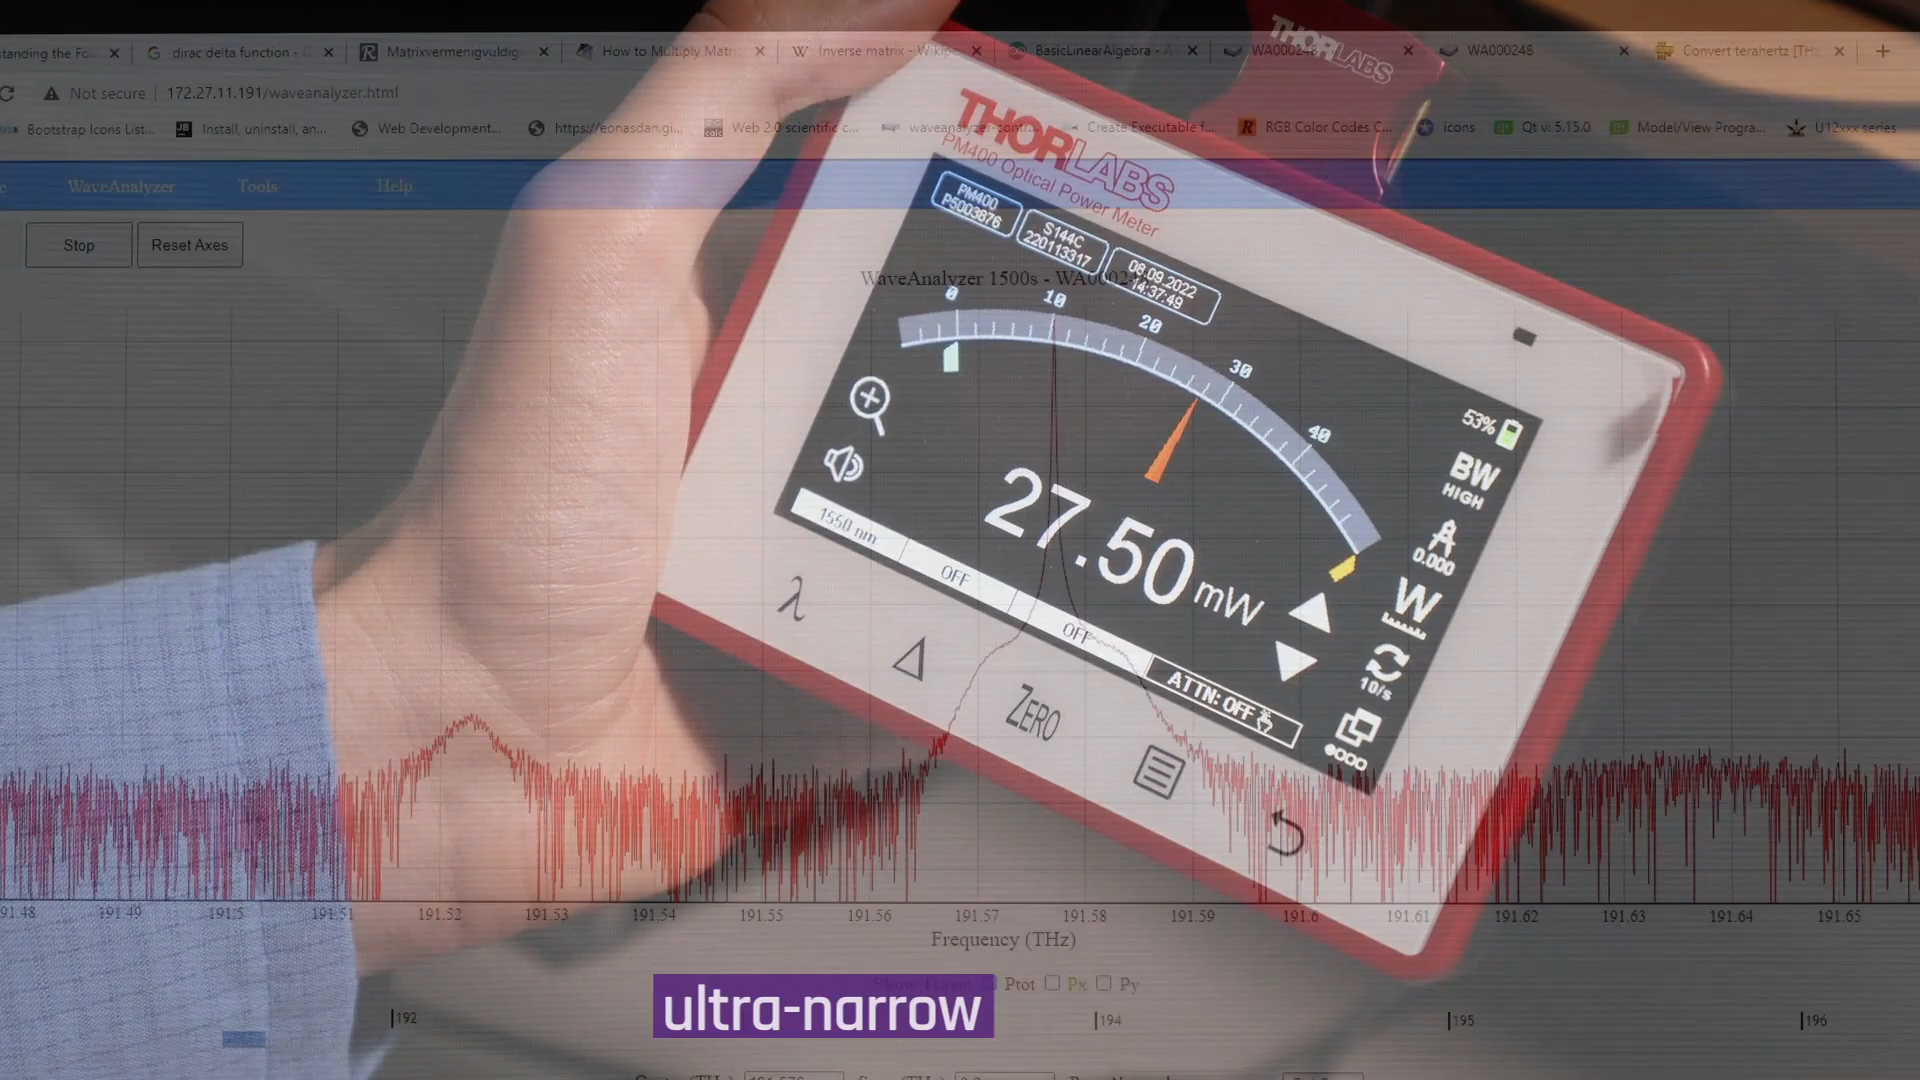 standing the Fou
dirac delta function -
Matrixvermenigvuldig
How to Multiply Matri
Inverse matrix - Wikipe
BasicLinearAlgebra - A
WA000248
WA000248
Convert terahertz [TH
Not secure
172.27.11.191/waveanalyzer.html
Bootstrap Icons List...
Install, uninstall, an...
Web Development...
https://eonasdan.gi...
Web 2.0 scientific c...
Create Executable f...
RGB Color Codes C...
icons
Qt v5.15.0
Model/View Progra...
U12xxx series
WaveAnalyzer
Tools
Help
Stop
Reset Axes
WaveAnalyzer 1500s -
THORLABS
THORLABS
PM400 Optical Power Meter
PM400
P5003876
S144C
220113317
08.09.2022
14:37:49
0
10
20
30
40
53%
BW
HIGH
0.000
W
10/s
27.50 mW
1550 nm
OFF
OFF
ATTN: OFF
λ
Δ
ZERO
91.48
191.49
191.5
191.51
191.52
191.53
191.54
191.55
191.56
191.57
191.58
191.59
191.6
191.61
191.62
191.63
191.64
191.65
Frequency (THz)
Ptot
Px
Py
ultra-narrow
192
194
195
196